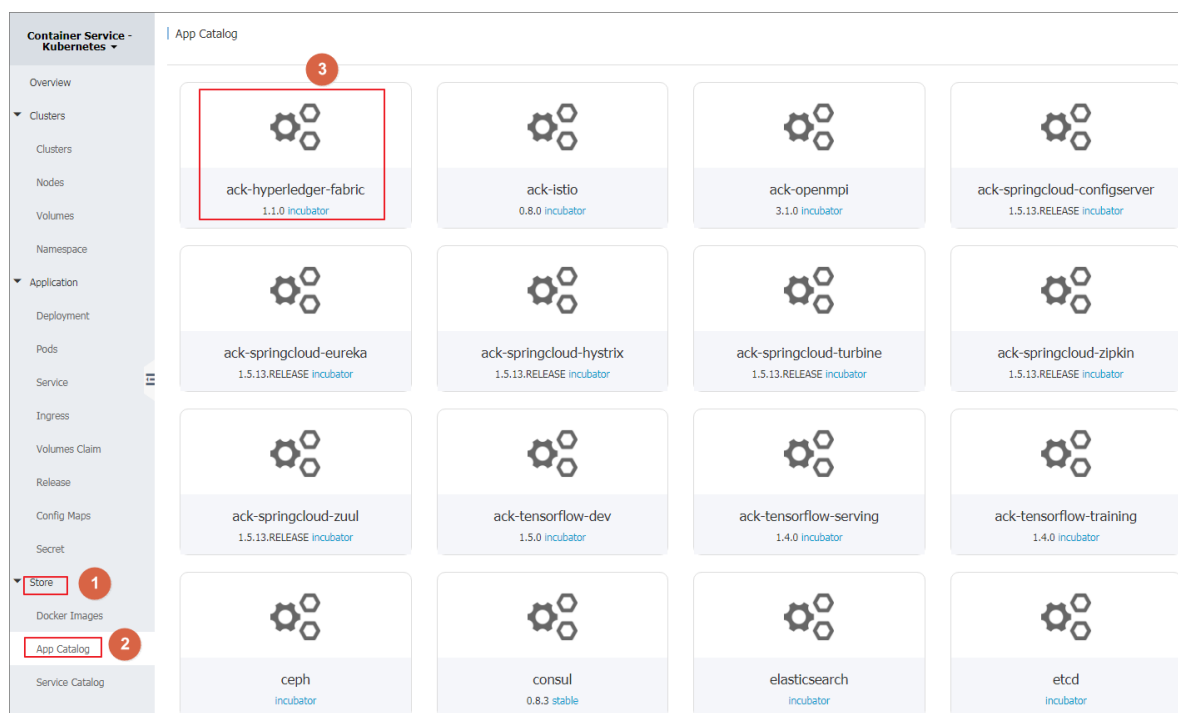 Container Service -
Kubernetes
Overview
Clusters
Clusters
Nodes
Volumes
Namespace
Application
Deployment
Pods
Service
Ingress
Volumes Claim
Release
Config Maps
Secret
Store
1
Docker Images
App Catalog
2
Service Catalog
App Catalog
3
ack-hyperledger-fabric
1.1.0 incubator
ack-istio
0.8.0 incubator
ack-openmpi
3.1.0 incubator
ack-springcloud-configserver
1.5.13.RELEASE incubator
ack-springcloud-eureka
1.5.13.RELEASE incubator
ack-springcloud-hystrix
1.5.13.RELEASE incubator
ack-springcloud-turbine
1.5.13.RELEASE incubator
ack-springcloud-zipkin
1.5.13.RELEASE incubator
ack-springcloud-zuul
1.5.13.RELEASE incubator
ack-tensorflow-dev
1.5.0 incubator
ack-tensorflow-serving
1.4.0 incubator
ack-tensorflow-training
1.4.0 incubator
ceph
incubator
consul
0.8.3 stable
elasticsearch
incubator
etcd
incubator